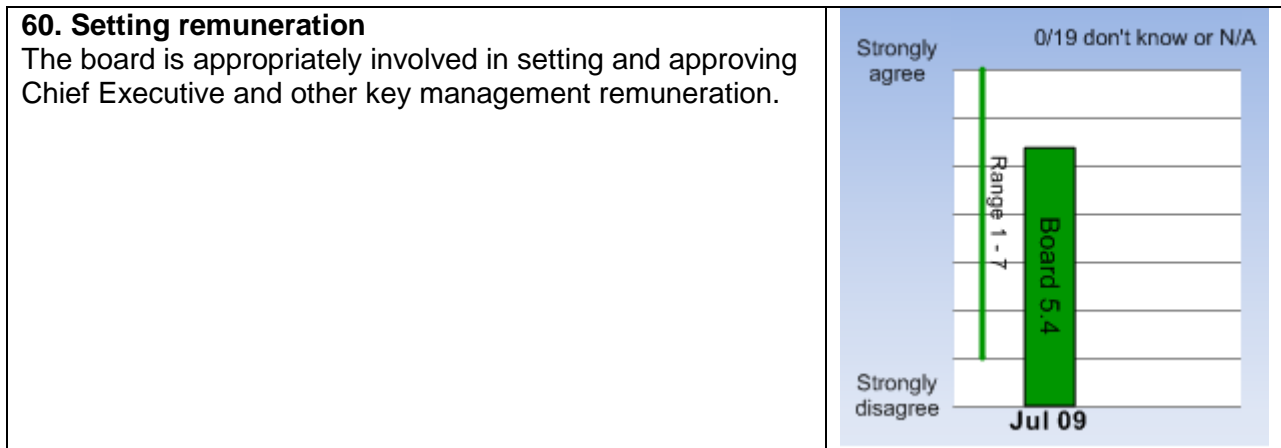 60. Setting remuneration
The board is appropriately involved in setting and approving
Chief Executive and other key management remuneration.
0/19 don't know or N/A
Strongly
agree
Range 1 - 7
Board 5.4
Strongly
disagree
Jul 09